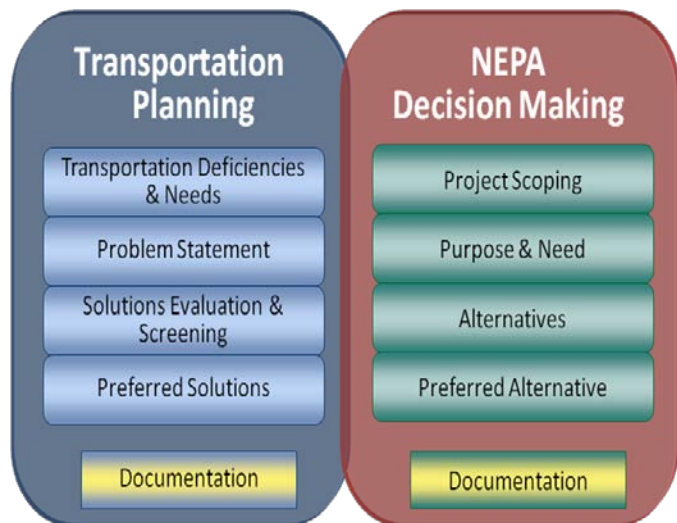 Transportation
Planning
Transportation Deficiencies
& Needs
Problem Statement
Solutions Evaluation &
Screening
Preferred Solutions
Documentation
NEPA
Decision Making
Project Scoping
Purpose & Need
Alternatives
Preferred Alternative
Documentation